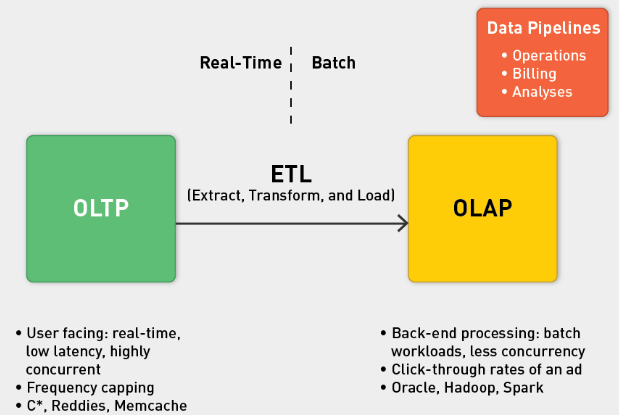 Data Pipelines
• Operations
• Billing
• Analyses
Real-Time
Batch
ETL
(Extract, Transform, and Load)
OLTP
OLAP
• User facing: real-time,
low latency, highly
concurrent
• Frequency capping
• C*, Reddies, Memcache
• Back-end processing: batch
workloads, less concurrency
• Click-through rates of an ad
• Oracle, Hadoop, Spark